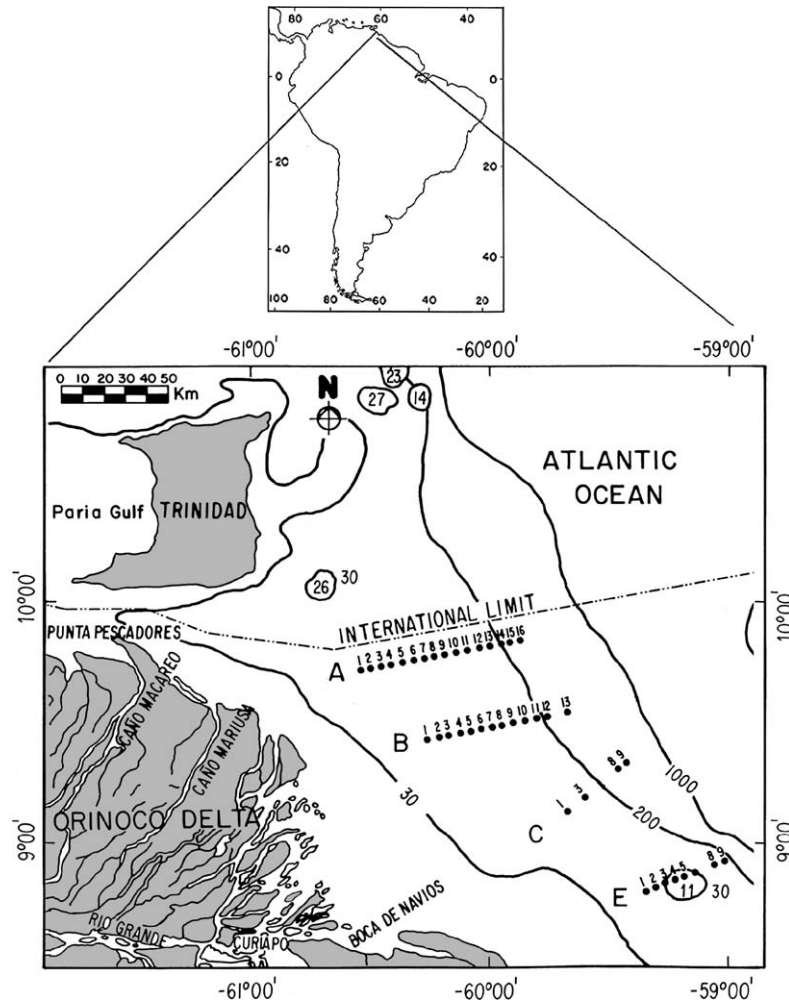 80 60 40
0 0
20 20
40 40
100 80 60 40 20
-61°00' -60°00' -59°00'
0 10 20 30 40 50
Km
N
23
27
14
ATLANTIC
OCEAN
Paria Gulf
TRINIDAD
26
30
10°00'
10°00'
INTERNATIONAL LIMIT
PUNTA PESCADORES
A
1 2 3 4 5 6 7 8 9 10 11 12 13 14 15 16
CAÑO MACAREO
CAÑO MARIUSA
B
1 2 3 4 5 6 7 8 9 10 11 12 13
8 9
30
1000
ORINOCO DELTA
1 3
200
C
9°00'
9°00'
E
1 2 3 4 5 8 9
11
30
BOCA DE NAVIOS
RIO GRANDE
CURIAPO
-61°00' -60°00' -59°00'